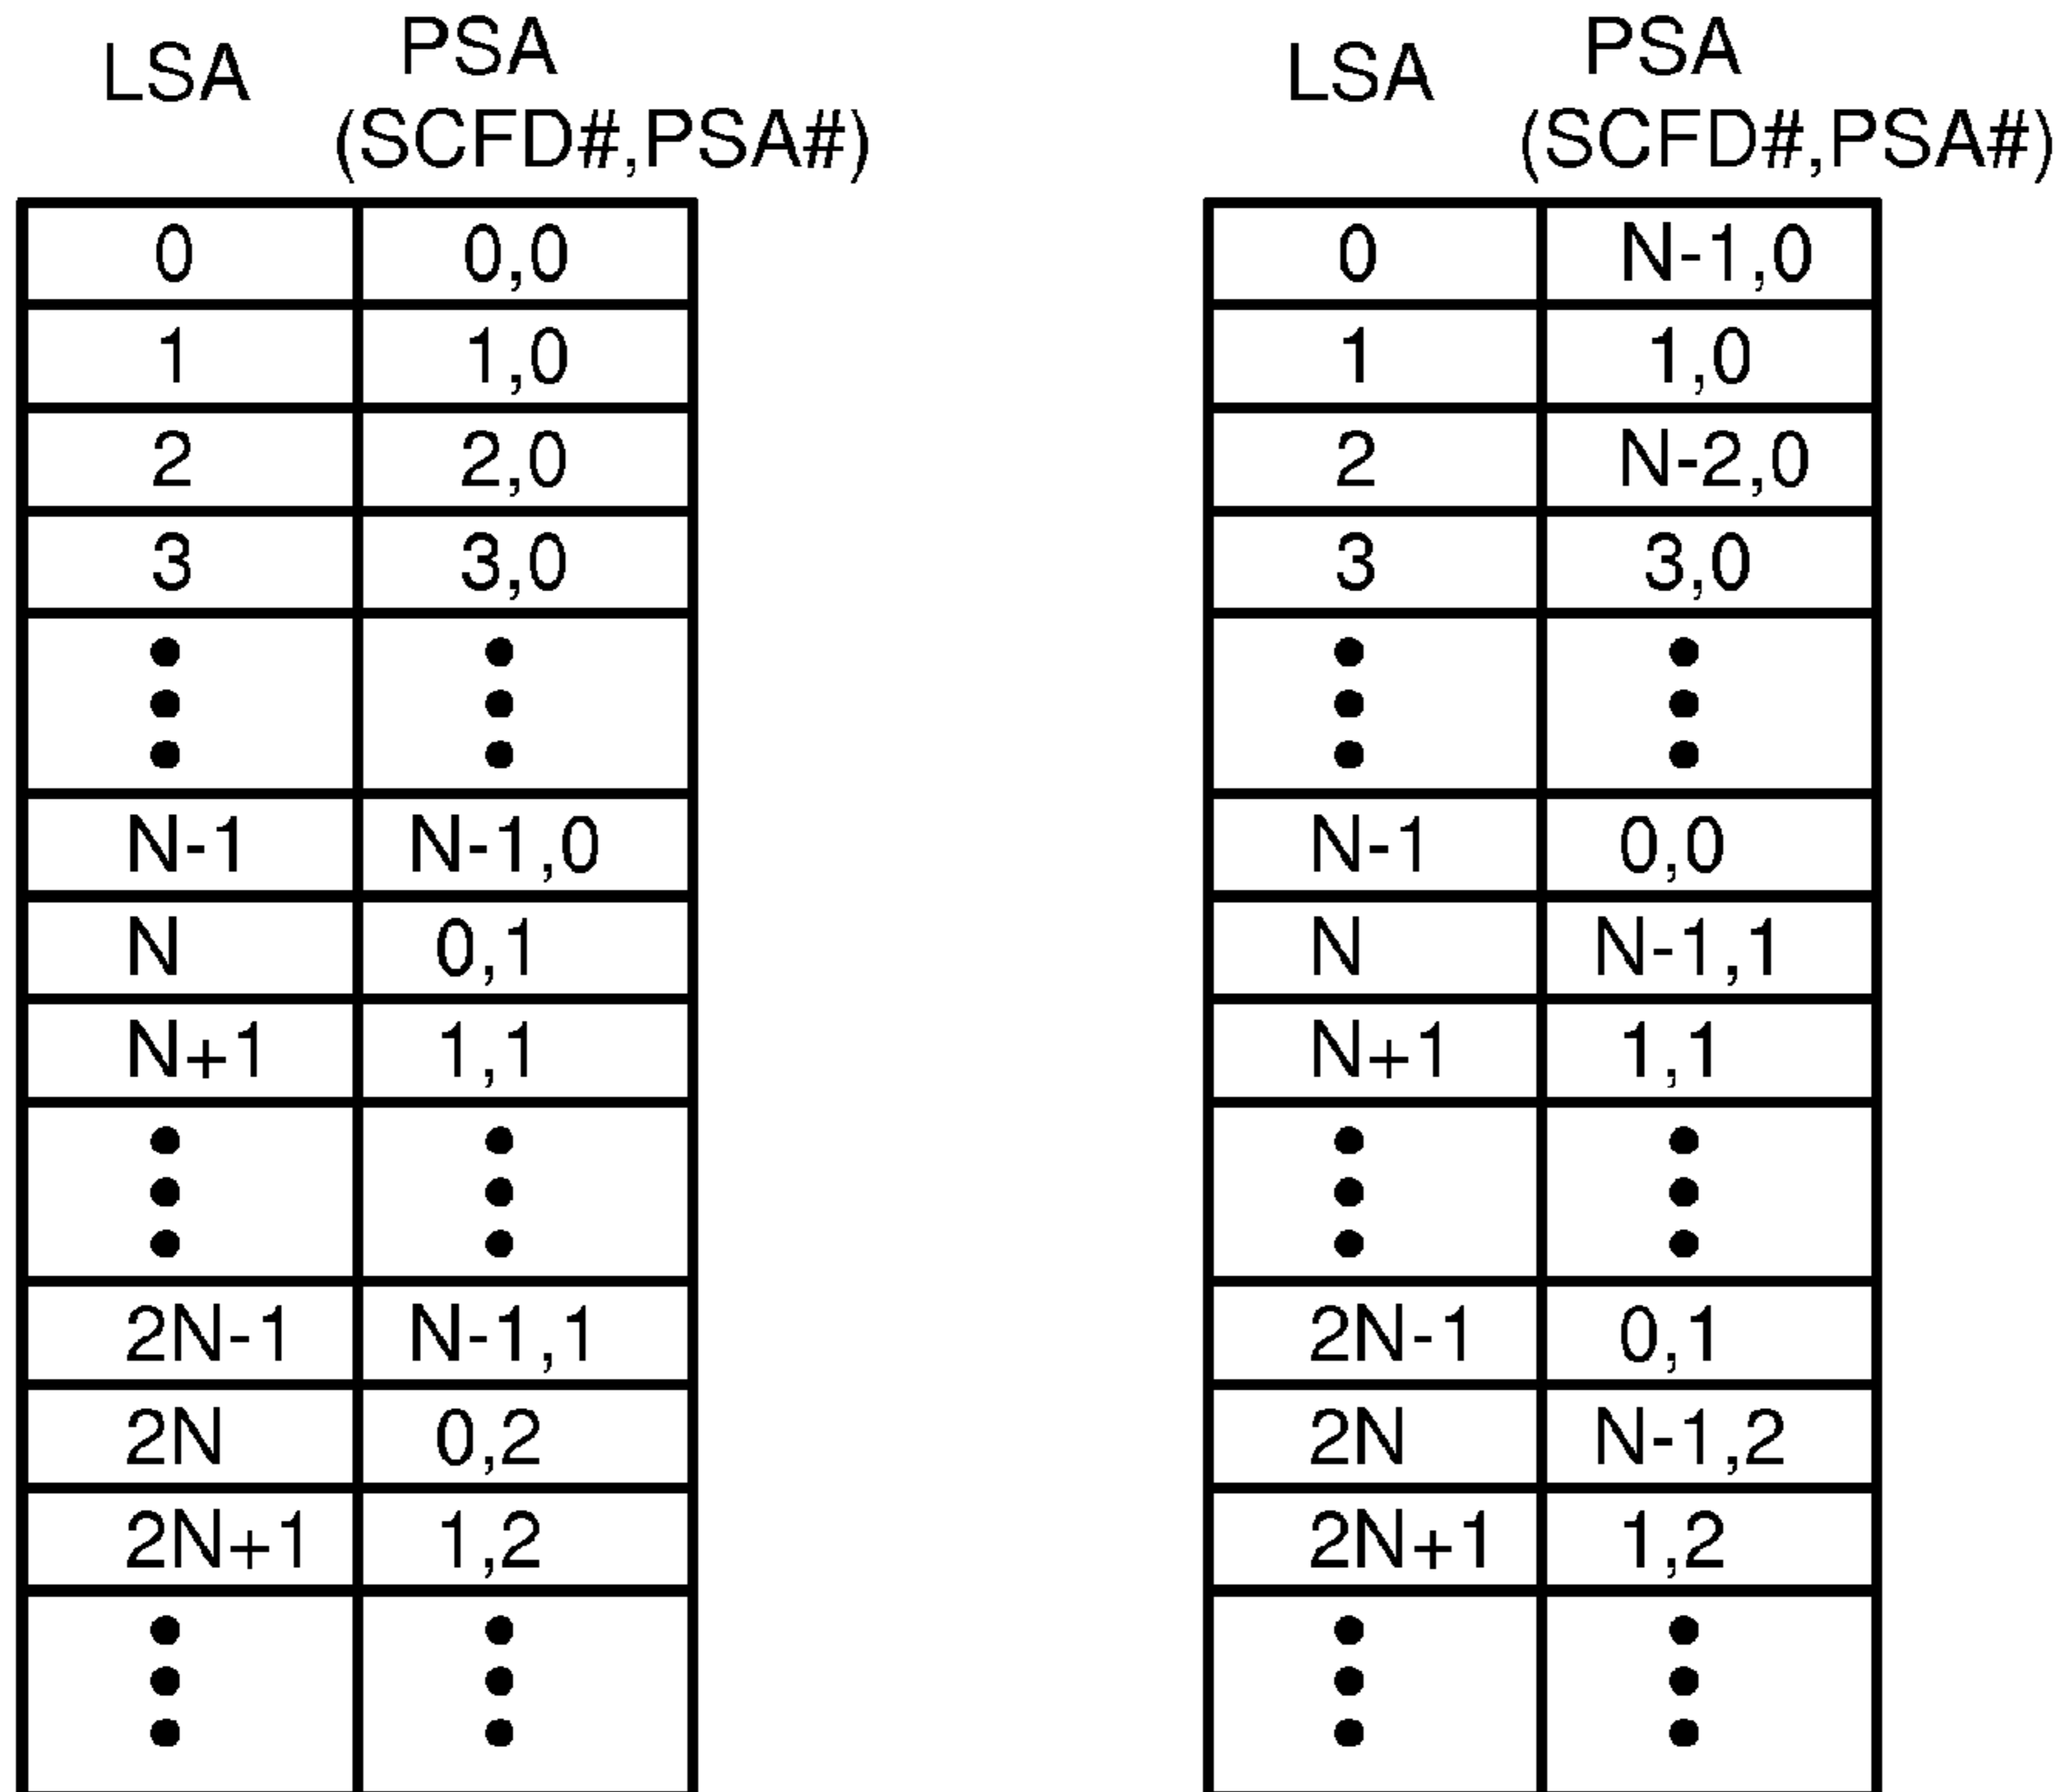 LSA PSA
(SCFD#,PSA#)
0 0,0
1 1,0
2 2,0
3 3,0
N-1 N-1,0
N 0,1
N+1 1,1
2N-1 N-1,1
2N 0,2
2N+1 1,2
LSA PSA
(SCFD#,PSA#)
0 N-1,0
1 1,0
2 N-2,0
3 3,0
N-1 0,0
N N-1,1
N+1 1,1
2N-1 0,1
2N N-1,2
2N+1 1,2